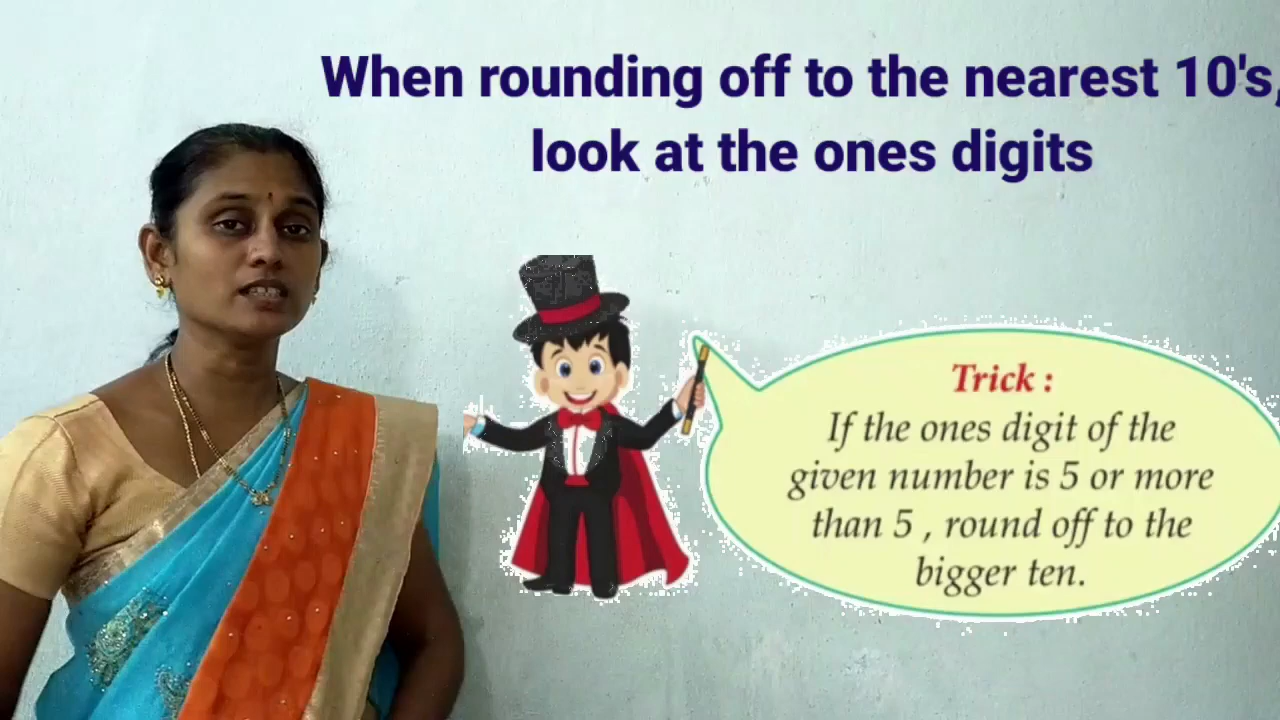 When rounding off to the nearest 10's,
look at the ones digits
Trick :
If the ones digit of the
given number is 5 or more
than 5 , round off to the
bigger ten.